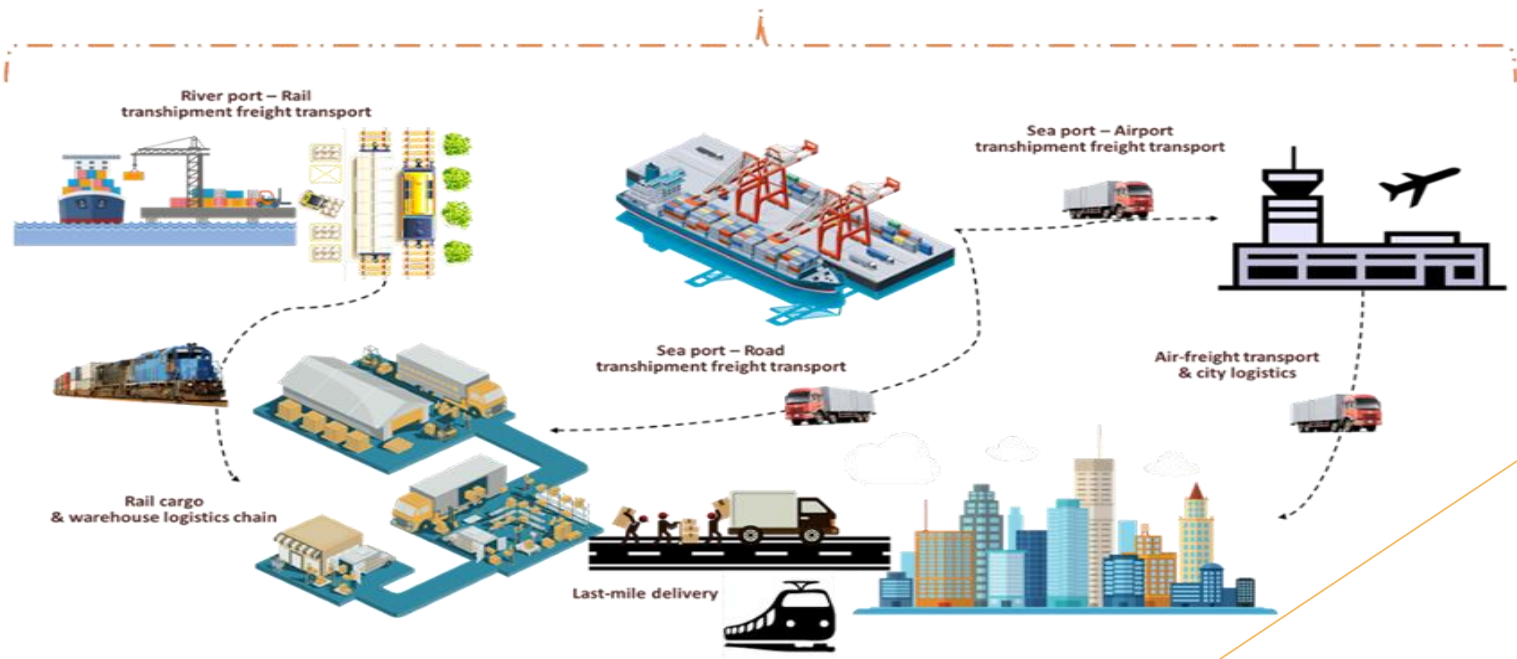 River port – Rail
transhipment freight transport
Sea port – Airport
transhipment freight transport
Sea port – Road
transhipment freight transport
Air-freight transport
& city logistics
Rail cargo
& warehouse logistics chain
Last-mile delivery